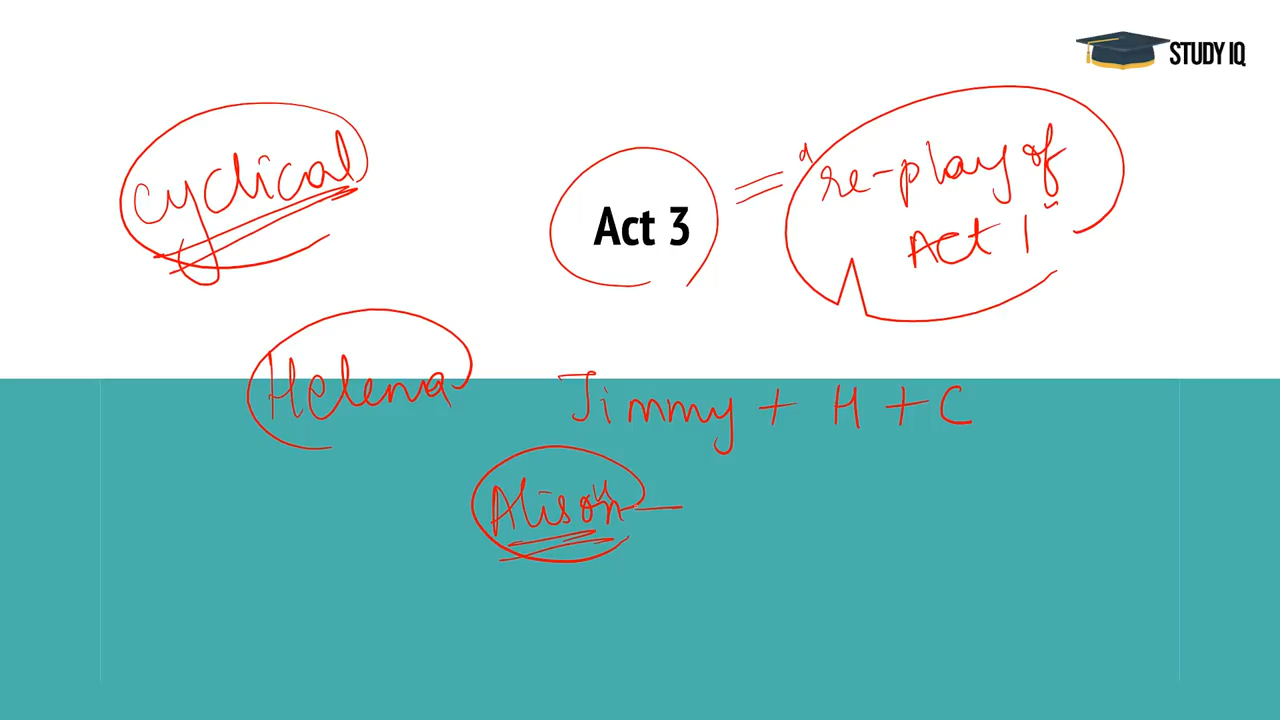 STUDY IQ
cyclical
Act 3
= re-play of
Act 1
Helena
Jimmy + H + C
Alison